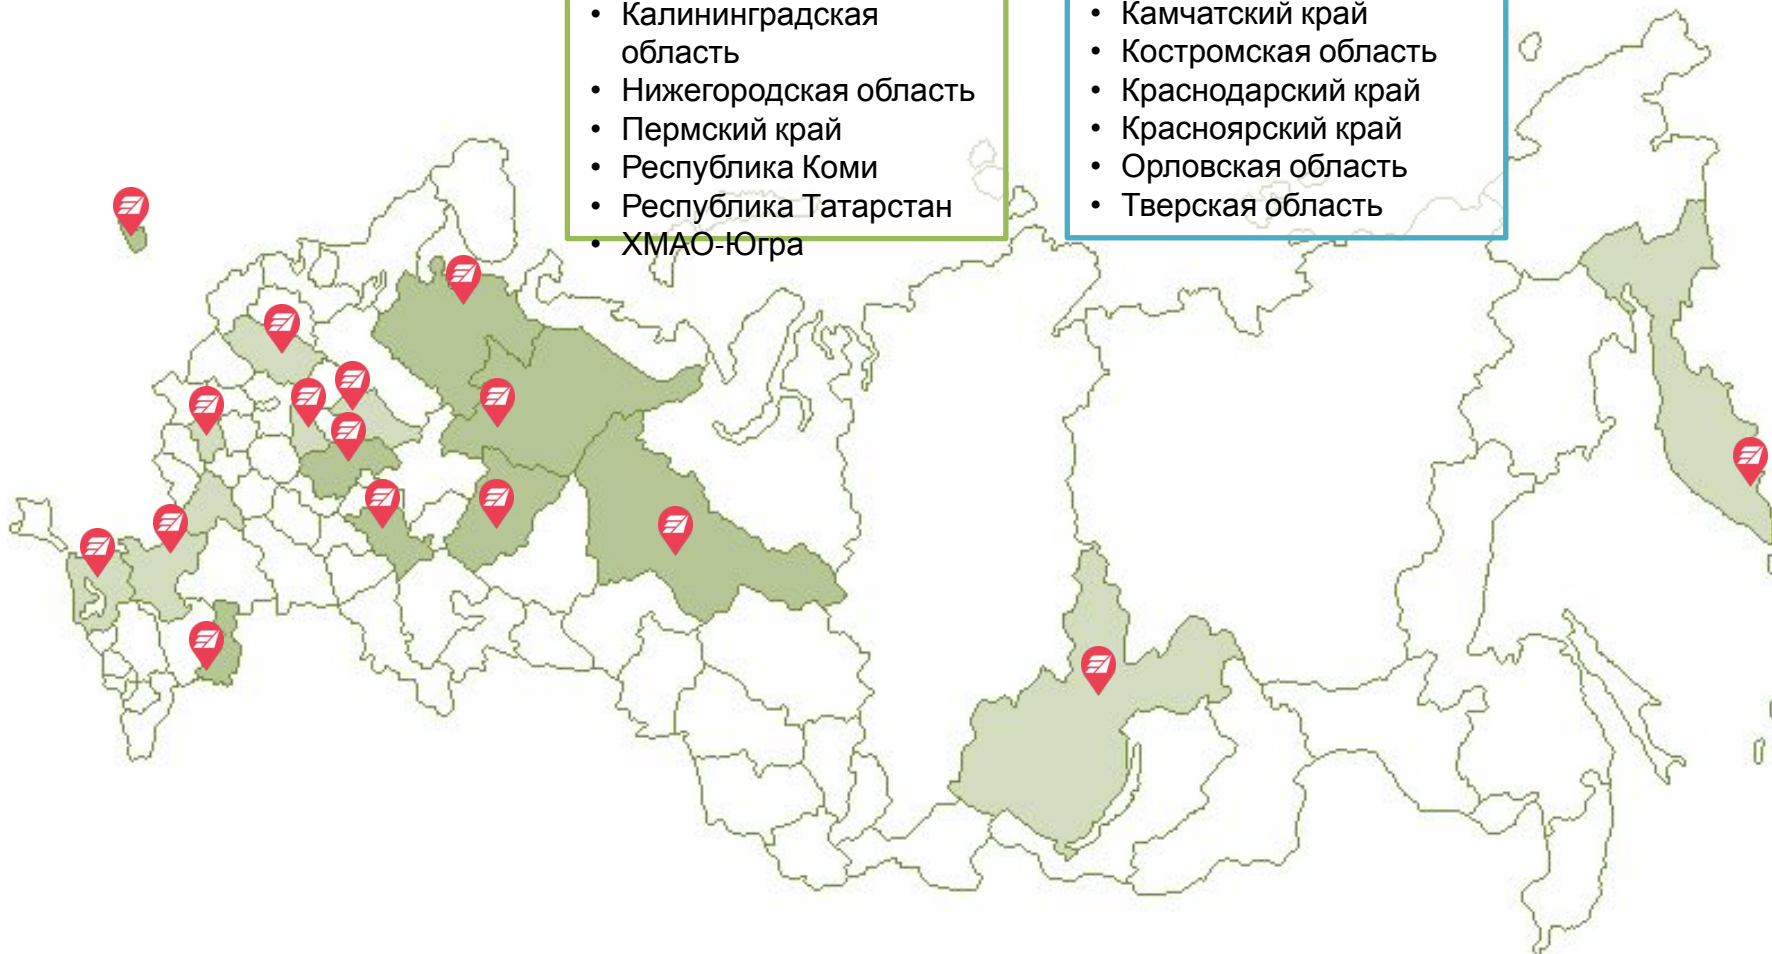 • Калининградская
область
• Нижегородская область
• Пермский край
• Республика Коми
• Республика Татарстан
• ХМАО-Югра
• Камчатский край
• Костромская область
• Краснодарский край
• Красноярский край
• Орловская область
• Тверская область